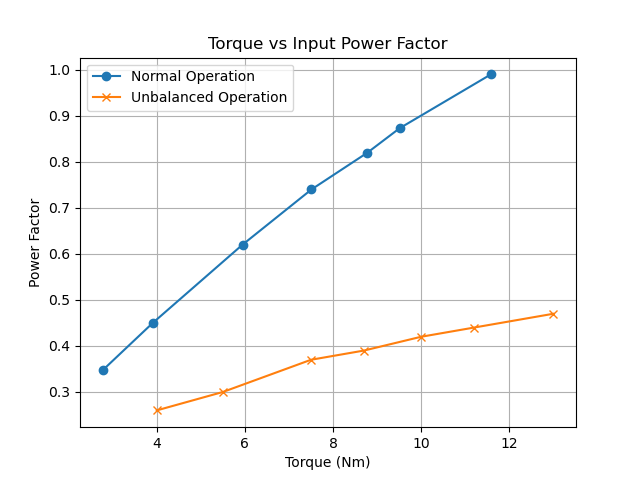 Torque vs Input Power Factor
Normal Operation
Unbalanced Operation
1.0
0.9
0.8
0.7
0.6
0.5
0.4
0.3
Power Factor
4 6 8 10 12
Torque (Nm)